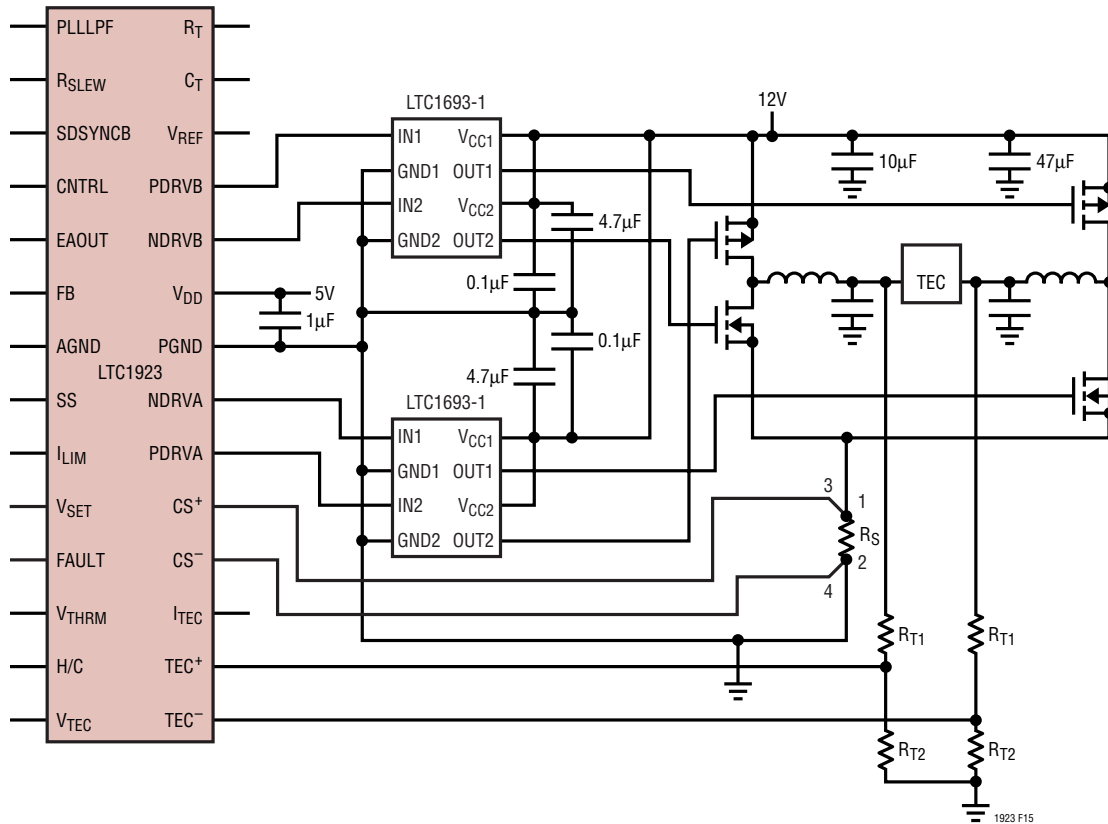 PLLLPF
RSLEW
SDSYNCB
CNTRL
EAOUT
FB
AGND
SS
ILIM
VSET
FAULT
VTHRM
H/C
VTEC
LTC1923
RT
CT
VREF
PDRVB
NDRVB
VDD
PGND
NDRVA
PDRVA
CS+
CS−
ITEC
TEC+
TEC−
5V
1µF
LTC1693-1
IN1
GND1
IN2
GND2
VCC1
OUT1
VCC2
OUT2
4.7µF
0.1µF
0.1µF
4.7µF
LTC1693-1
IN1
GND1
IN2
GND2
VCC1
OUT1
VCC2
OUT2
12V
10µF
47µF
TEC
3
1
RS
2
4
RT1
RT1
RT2
RT2
1923 F15